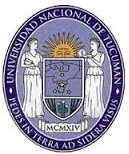 UNIVERSIDAD NACIONAL DE TUCUMAN
MCMXIV
PEDES IN TERRA AD SIDERA VISUS